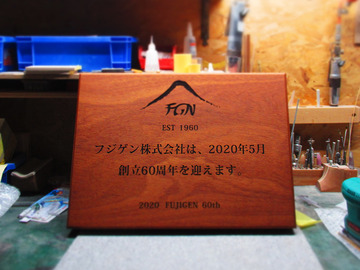 FGN
EST 1960
フジゲン株式会社は、2020年5月
創立60周年を迎えます。
2020 FUJIGEN 60th